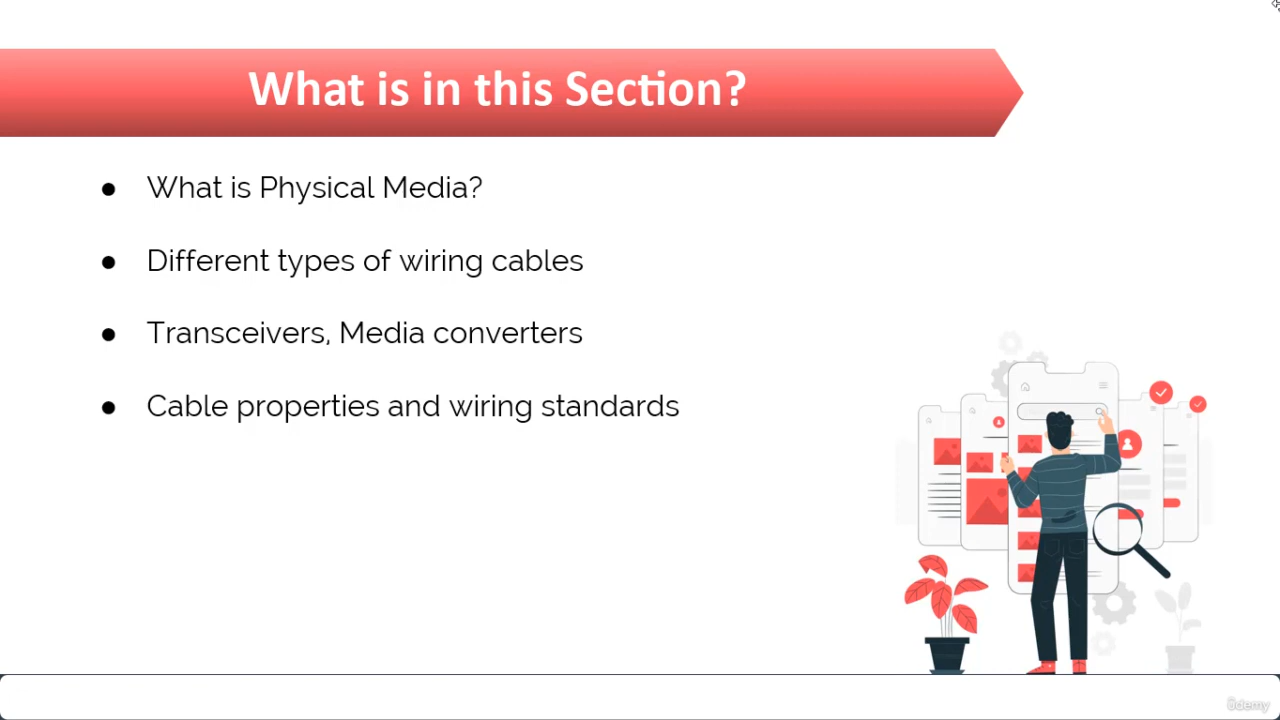 What is in this Section?
● What is Physical Media?
● Different types of wiring cables
● Transceivers, Media converters
● Cable properties and wiring standards
ûdemy